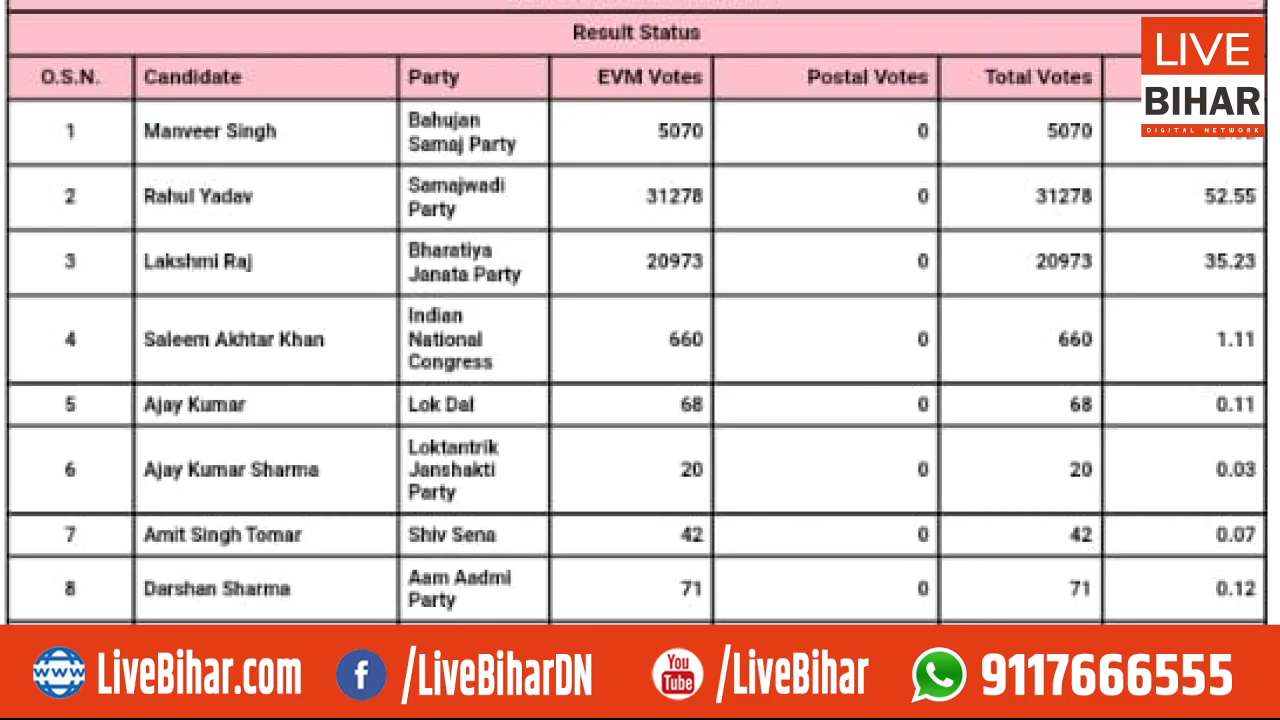 Result Status
O.S.N. Candidate Party EVM Votes Postal Votes Total Votes
1 Manveer Singh Bahujan Samaj Party 5070 0 5070
2 Rahul Yadav Samajwadi Party 31278 0 31278 52.55
3 Lakshmi Raj Bharatiya Janata Party 20973 0 20973 35.23
4 Saleem Akhtar Khan Indian National Congress 660 0 660 1.11
5 Ajay Kumar Lok Dal 68 0 68 0.11
6 Ajay Kumar Sharma Loktantrik Janshakti Party 20 0 20 0.03
7 Amit Singh Tomar Shiv Sena 42 0 42 0.07
8 Darshan Sharma Aam Aadmi Party 71 0 71 0.12
LIVE
BIHAR
DIGITAL NETWORK
www LiveBihar.com f /LiveBiharDN You Tube /LiveBihar 9117666555